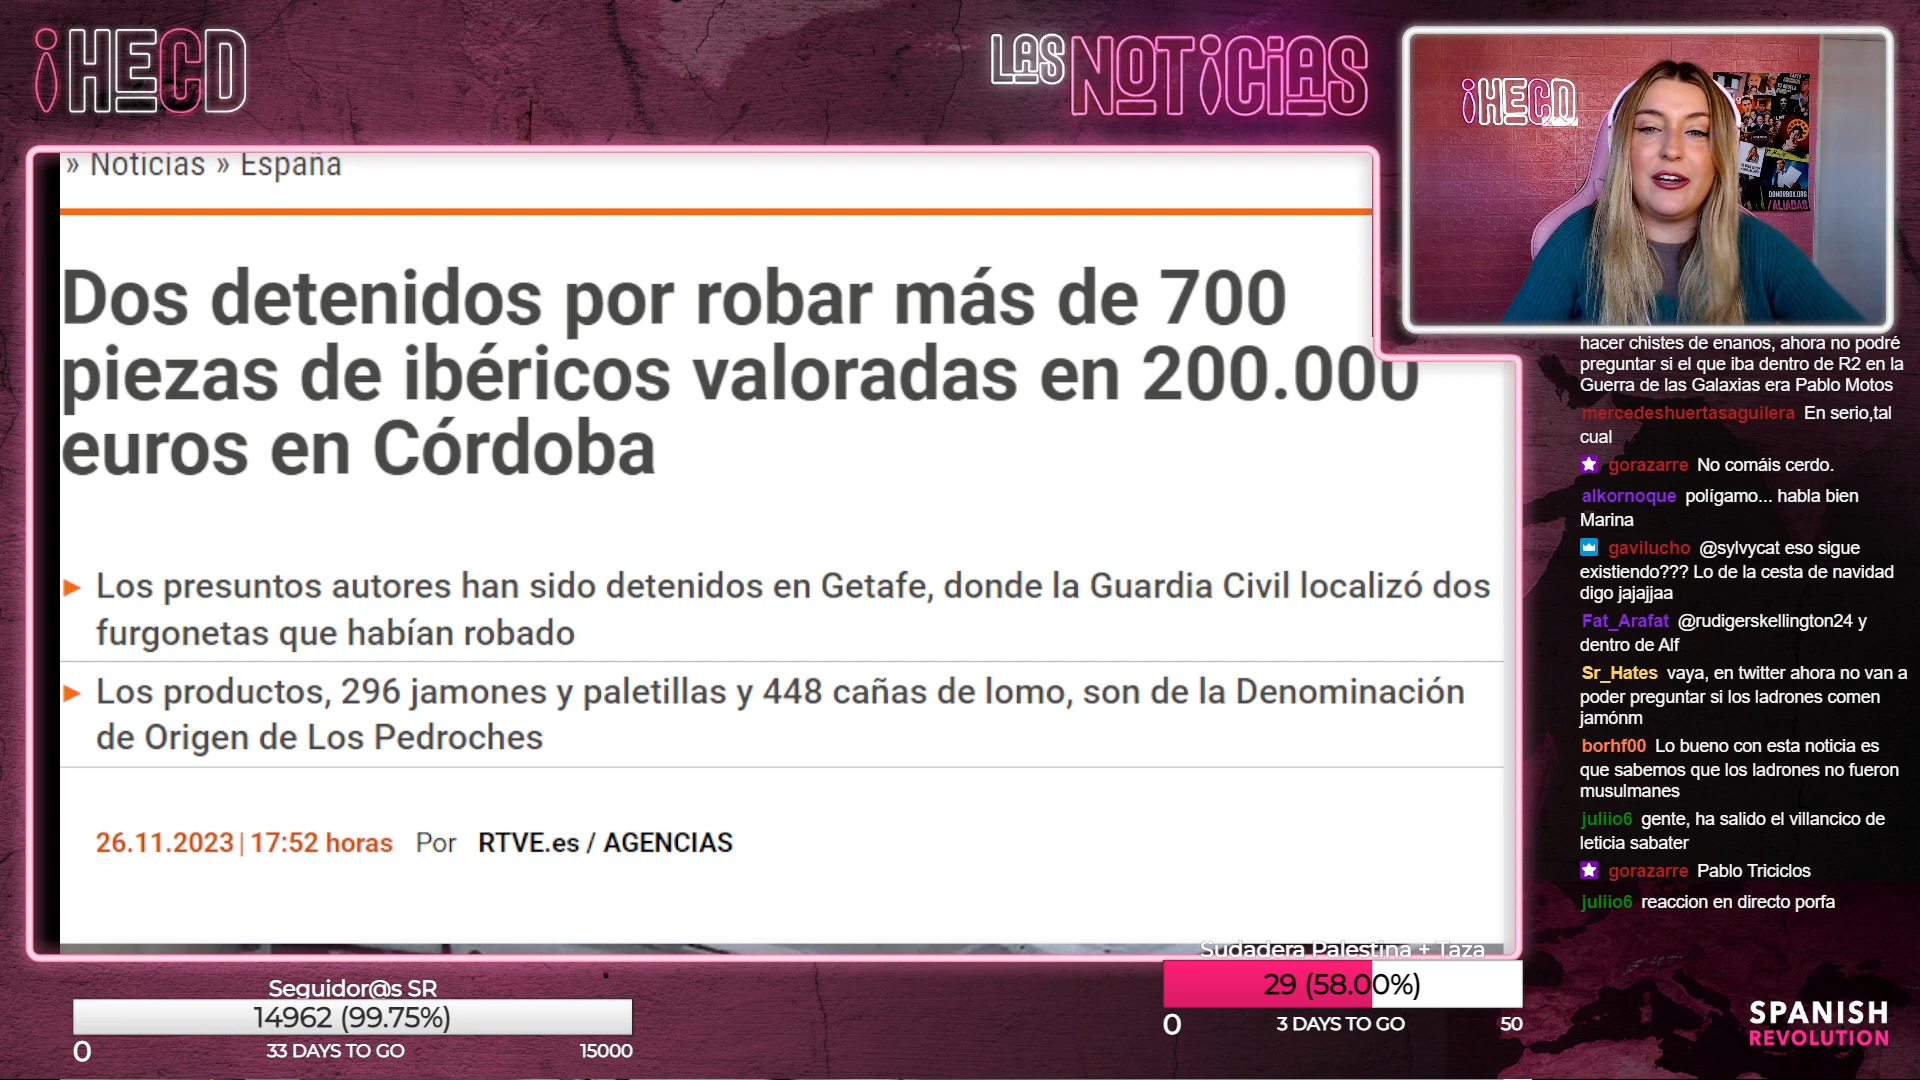 ¡HECD
LAS NOTICIAS
¡HECD
DONORBOX.ORG
/ALIADAS
» Noticias » España
Dos detenidos por robar más de 700
piezas de ibéricos valoradas en 200.000
euros en Córdoba
Los presuntos autores han sido detenidos en Getafe, donde la Guardia Civil localizó dos
furgonetas que habían robado
Los productos, 296 jamones y paletillas y 448 cañas de lomo, son de la Denominación
de Origen de Los Pedroches
26.11.2023 | 17:52 horas Por RTVE.es / AGENCIAS
hacer chistes de enanos, ahora no podré
preguntar si el que iba dentro de R2 en la
Guerra de las Galaxias era Pablo Motos
mercedeshuertasaguilera En serio,tal
cual
gorazarre No comáis cerdo.
alkornoque polígamo... habla bien
Marina
gavilucho @sylvycat eso sigue
existiendo??? Lo de la cesta de navidad
digo jajajjaa
Fat_Arafat @rudigerskellington24 y
dentro de Alf
Sr_Hates vaya, en twitter ahora no van a
poder preguntar si los ladrones comen
jamónm
borhf00 Lo bueno con esta noticia es
que sabemos que los ladrones no fueron
musulmanes
juliio6 gente, ha salido el villancico de
leticia sabater
gorazarre Pablo Triciclos
juliio6 reaccion en directo porfa
Seguidor@s SR
14962 (99.75%)
0 33 DAYS TO GO 15000
Sudadera Palestina + Taza
29 (58.00%)
0 3 DAYS TO GO 50
SPANISH
REVOLUTION